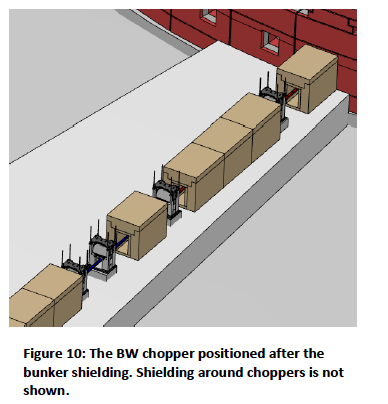 Figure 10: The BW chopper positioned after the
bunker shielding. Shielding around choppers is not
shown.